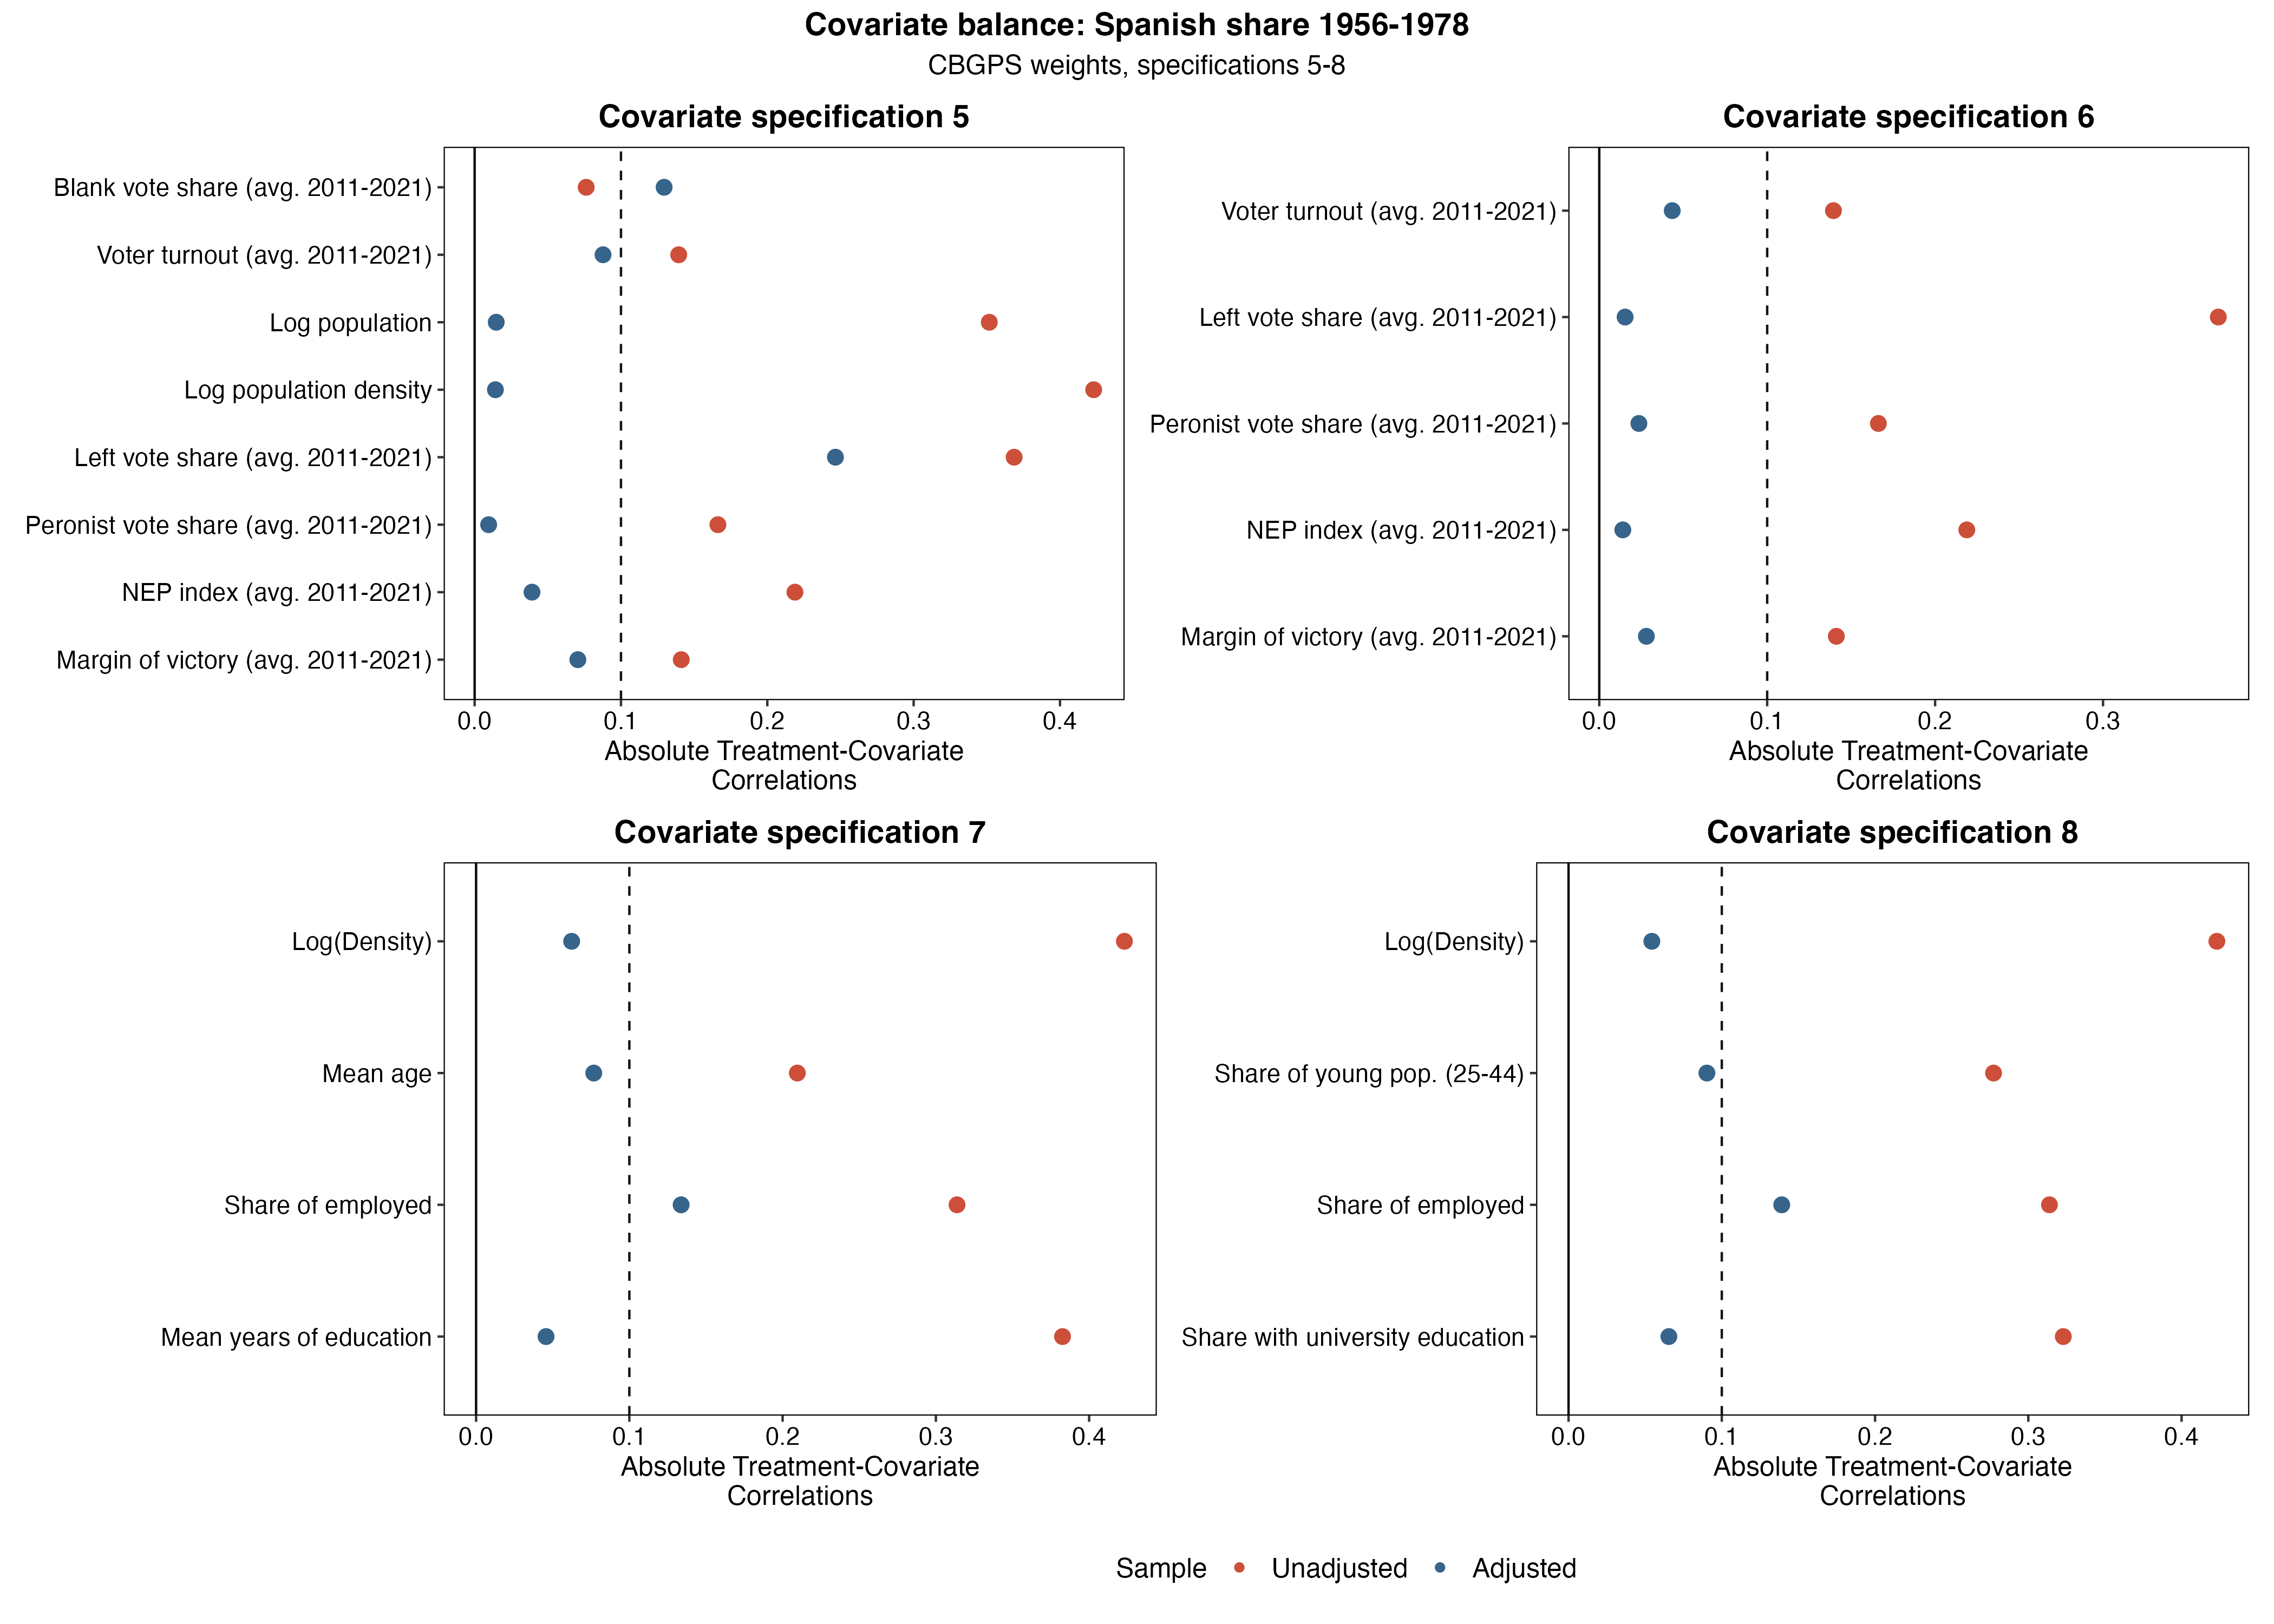 Covariate balance: Spanish share 1956-1978
CBGPS weights, specifications 5-8
Covariate specification 5
Blank vote share (avg. 2011-2021)
Voter turnout (avg. 2011-2021)
Log population
Log population density
Left vote share (avg. 2011-2021)
Peronist vote share (avg. 2011-2021)
NEP index (avg. 2011-2021)
Margin of victory (avg. 2011-2021)
0.0 0.1 0.2 0.3 0.4
Absolute Treatment-Covariate
Correlations
Covariate specification 6
Voter turnout (avg. 2011-2021)
Left vote share (avg. 2011-2021)
Peronist vote share (avg. 2011-2021)
NEP index (avg. 2011-2021)
Margin of victory (avg. 2011-2021)
0.0 0.1 0.2 0.3
Absolute Treatment-Covariate
Correlations
Covariate specification 7
Log(Density)
Mean age
Share of employed
Mean years of education
0.0 0.1 0.2 0.3 0.4
Absolute Treatment-Covariate
Correlations
Covariate specification 8
Log(Density)
Share of young pop. (25-44)
Share of employed
Share with university education
0.0 0.1 0.2 0.3 0.4
Absolute Treatment-Covariate
Correlations
Sample Unadjusted Adjusted